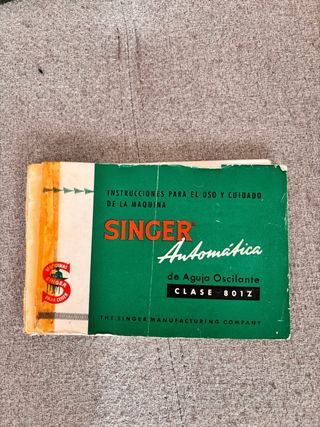 INSTRUCCIONES PARA EL USO Y CUIDADO
DE LA MAQUINA
SINGER
Automática
de Aguja Oscilante
CLASE 801Z
THE SINGER MANUFACTURING COMPANY
SINGER